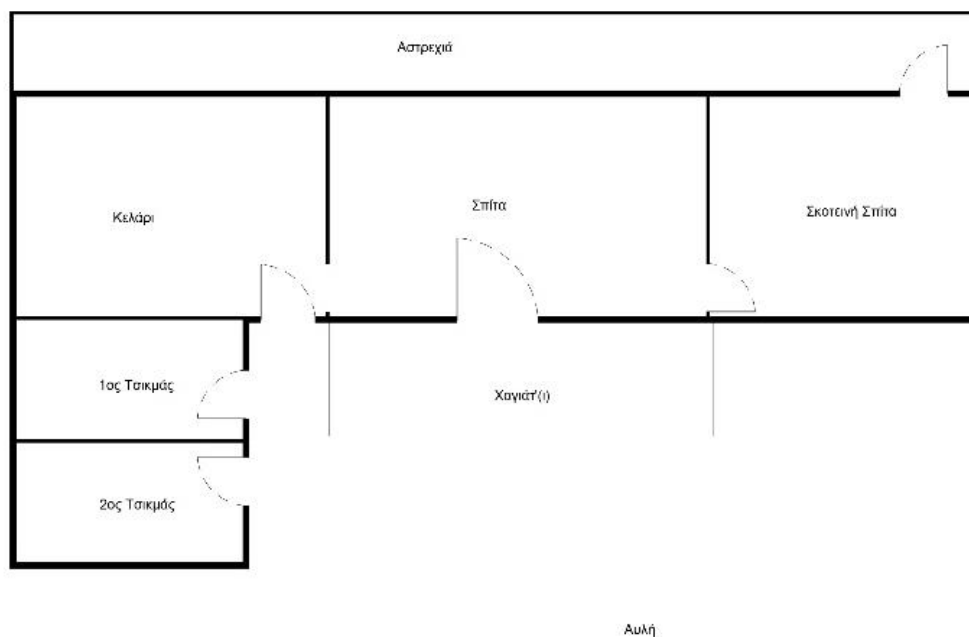 Αστρεχιά
Κελάρι
Σπίτα
Σκοτεινή Σπίτα
1ος Τσικμάς
Χαγιάτ'(ι)
2ος Τσικμάς
Αυλή